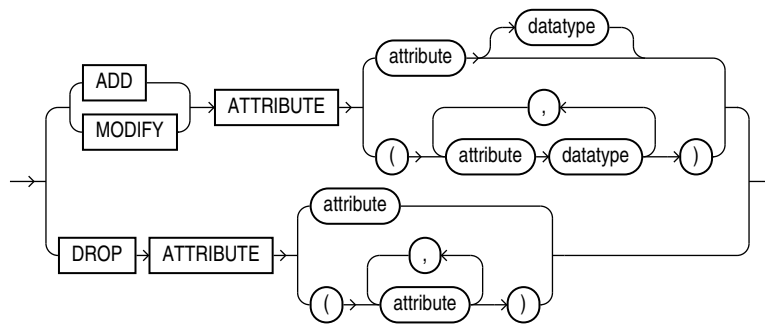 datatype
attribute
ADD
ATTRIBUTE
MODIFY
,
( attribute datatype )
attribute
DROP ATTRIBUTE
,
( attribute )